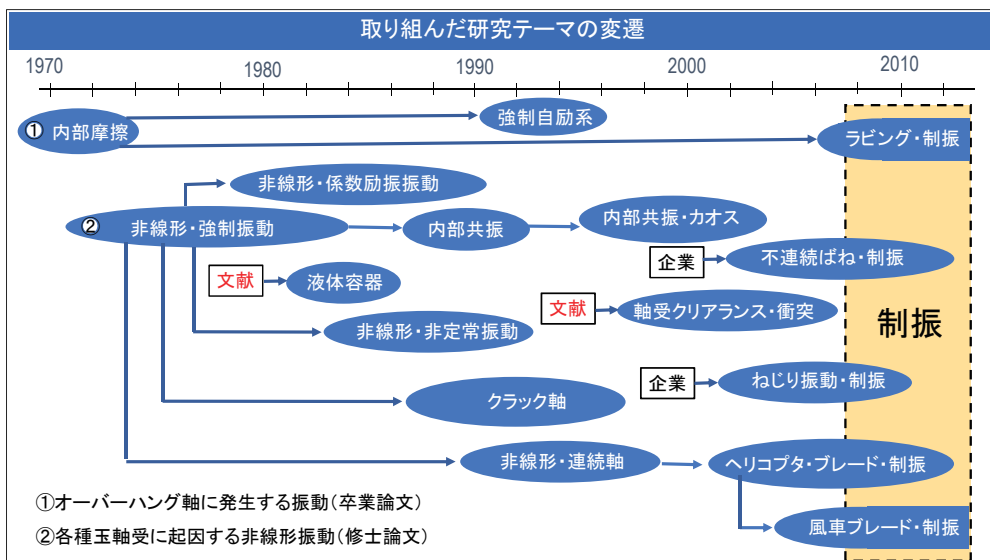 取り組んだ研究テーマの変遷
1970 1980 1990 2000 2010
① 内部摩擦
強制自励系
ラビング・制振
非線形・係数励振振動
② 非線形・強制振動
内部共振
内部共振・カオス
企業
不連続ばね・制振
文献
液体容器
文献
軸受クリアランス・衝突
制振
非線形・非定常振動
企業
ねじり振動・制振
クラック軸
非線形・連続軸
ヘリコプタ・ブレード・制振
①オーバーハング軸に発生する振動(卒業論文)
風車ブレード・制振
②各種玉軸受に起因する非線形振動(修士論文)